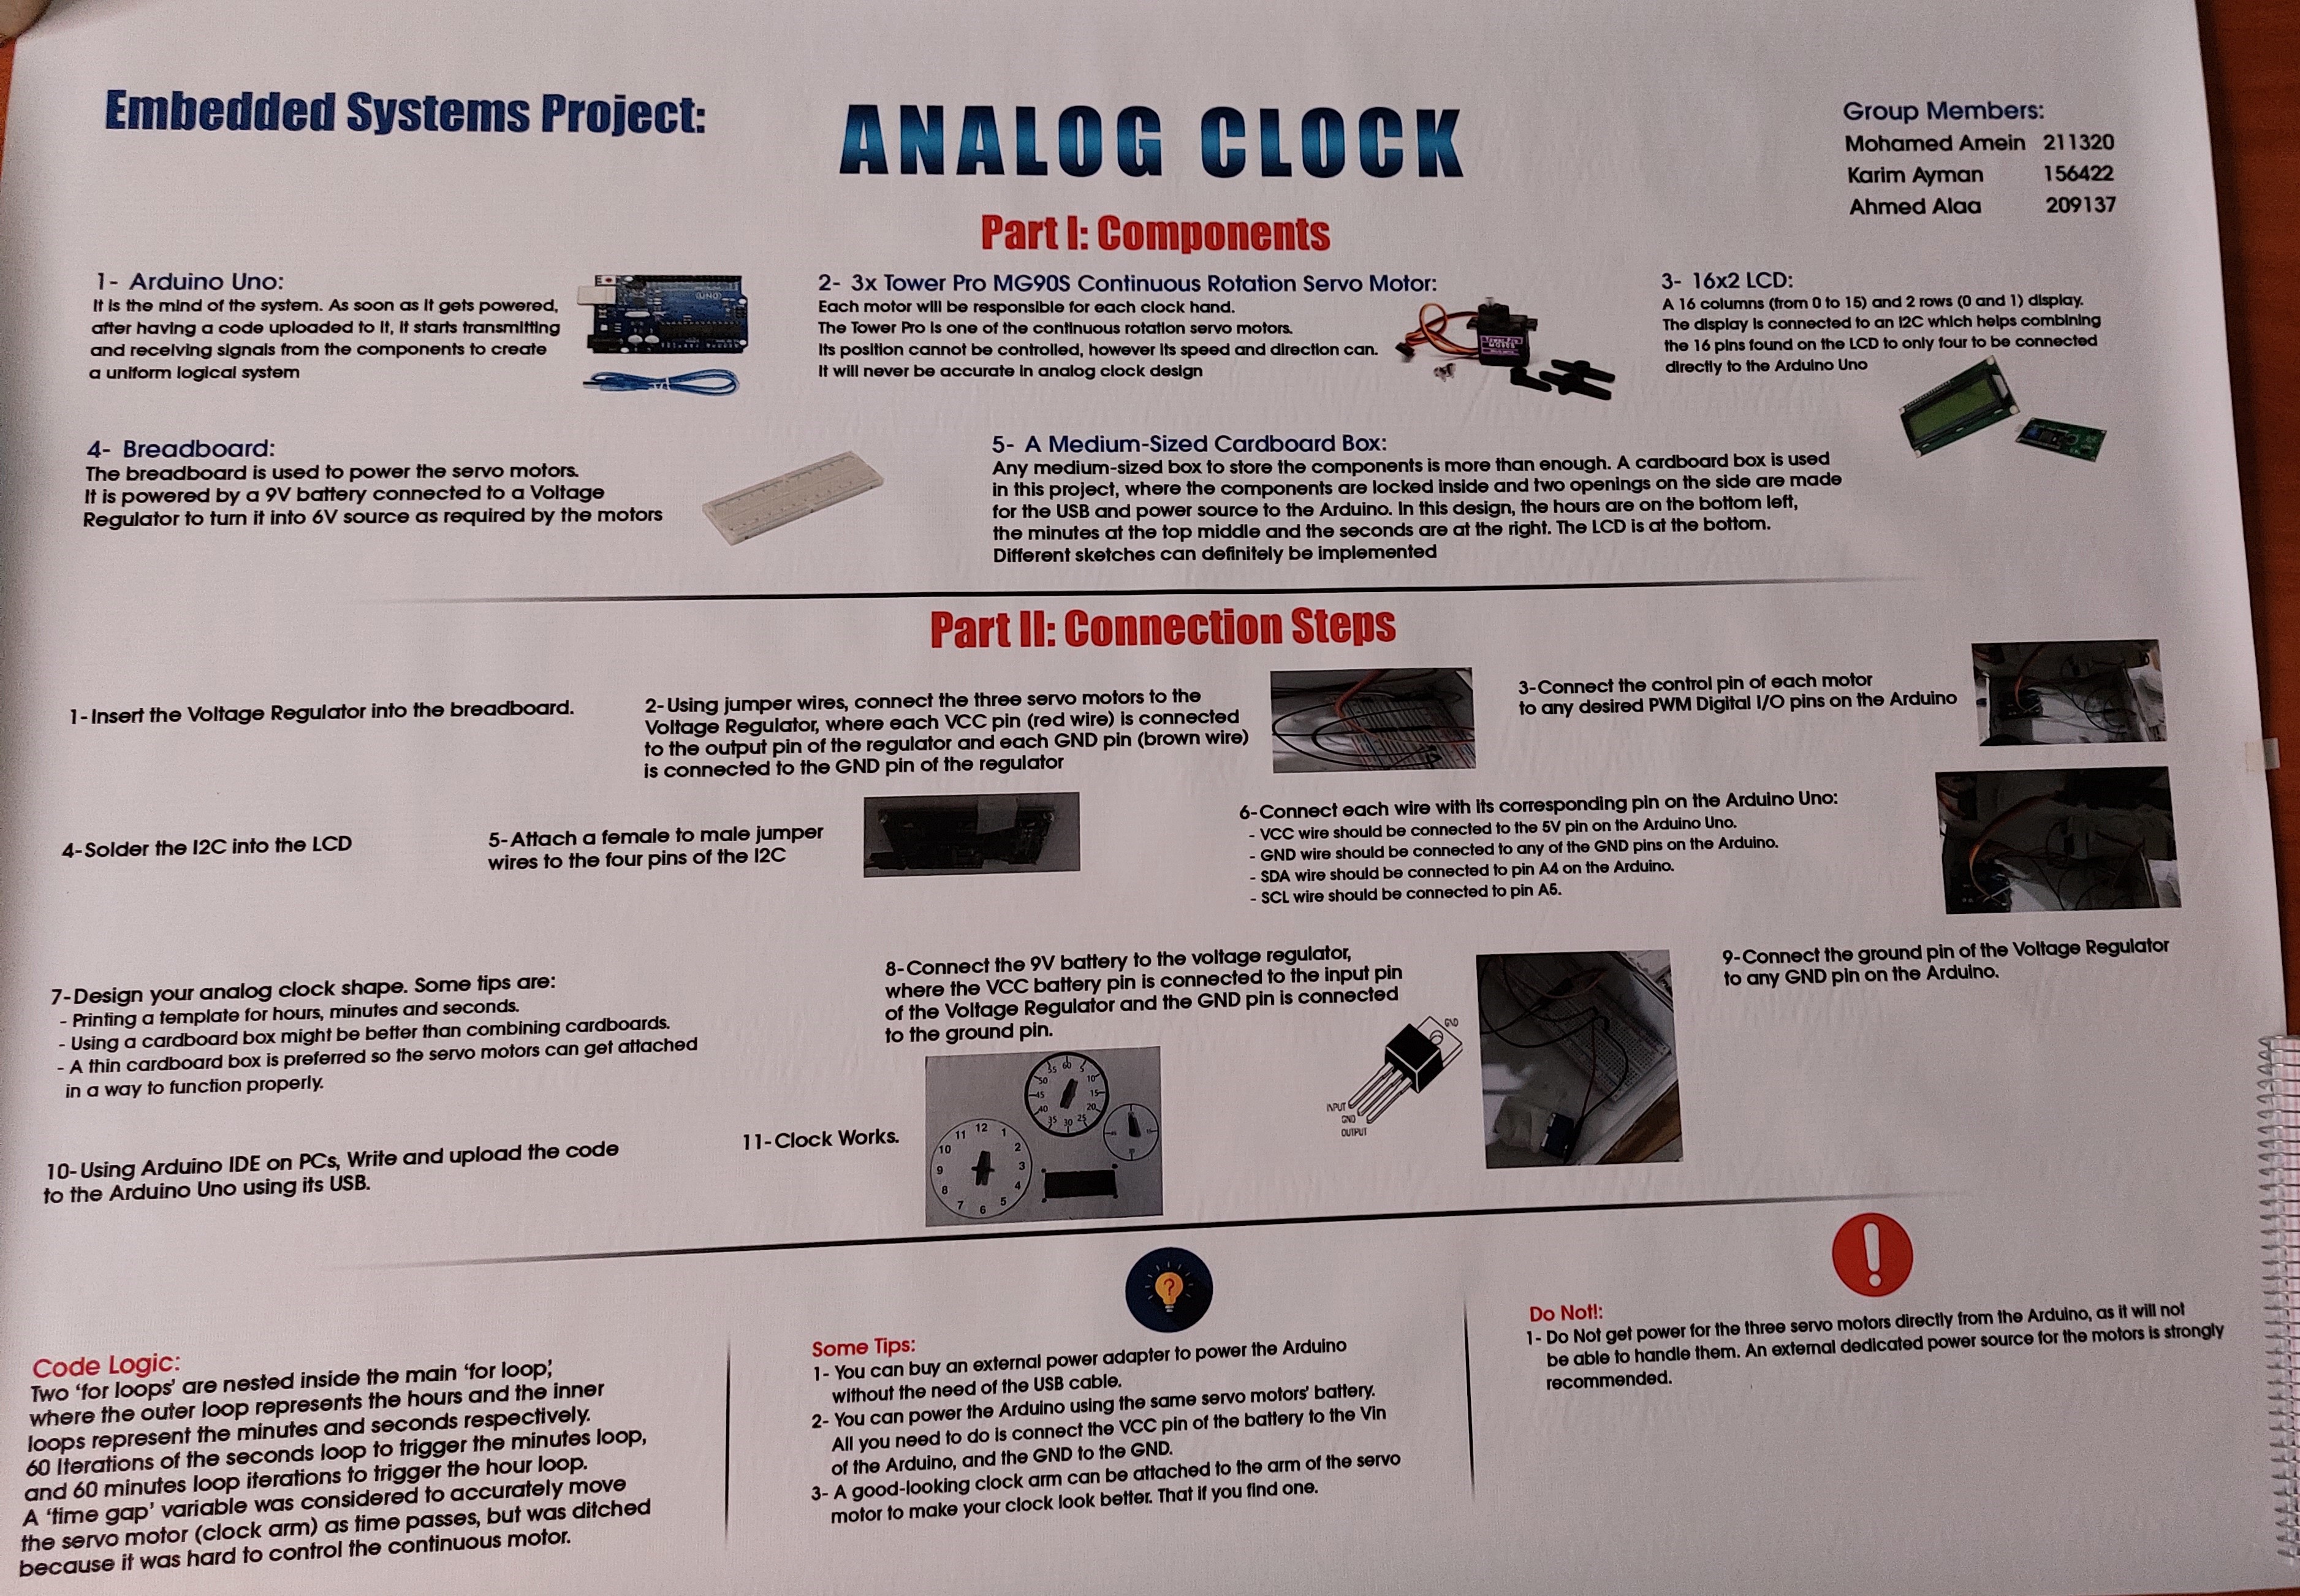 Embedded Systems Project:
ANALOG CLOCK
Group Members:
Mohamed Amein 211320
Karim Ayman 156422
Ahmed Alaa 209137
Part I: Components
1- Arduino Uno:
It is the mind of the system. As soon as it gets powered,
after having a code uploaded to it, it starts transmitting
and receiving signals from the components to create
a uniform logical system
2- 3x Tower Pro MG90S Continuous Rotation Servo Motor:
Each motor will be responsible for each clock hand.
The Tower Pro is one of the continuous rotation servo motors.
Its position cannot be controlled, however its speed and direction can.
It will never be accurate in analog clock design
3- 16x2 LCD:
A 16 columns (from 0 to 15) and 2 rows (0 and 1) display.
The display is connected to an I2C which helps combining
the 16 pins found on the LCD to only four to be connected
directly to the Arduino Uno
4- Breadboard:
The breadboard is used to power the servo motors.
It is powered by a 9V battery connected to a Voltage
Regulator to turn it into 6V source as required by the motors
5- A Medium-Sized Cardboard Box:
Any medium-sized box to store the components is more than enough. A cardboard box is used
in this project, where the components are locked inside and two openings on the side are made
for the USB and power source to the Arduino. In this design, the hours are on the bottom left,
the minutes at the top middle and the seconds are at the right. The LCD is at the bottom.
Different sketches can definitely be implemented
Part II: Connection Steps
1-Insert the Voltage Regulator into the breadboard.
2-Using jumper wires, connect the three servo motors to the
Voltage Regulator, where each VCC pin (red wire) is connected
to the output pin of the regulator and each GND pin (brown wire)
is connected to the GND pin of the regulator
3-Connect the control pin of each motor
to any desired PWM Digital I/O pins on the Arduino
4-Solder the I2C into the LCD
5-Attach a female to male jumper
wires to the four pins of the I2C
6-Connect each wire with its corresponding pin on the Arduino Uno:
- VCC wire should be connected to the 5V pin on the Arduino Uno.
- GND wire should be connected to any of the GND pins on the Arduino.
- SDA wire should be connected to pin A4 on the Arduino.
- SCL wire should be connected to pin A5.
7-Design your analog clock shape. Some tips are:
- Printing a template for hours, minutes and seconds.
- Using a cardboard box might be better than combining cardboards.
- A thin cardboard box is preferred so the servo motors can get attached
in a way to function properly.
8-Connect the 9V battery to the voltage regulator,
where the VCC battery pin is connected to the input pin
of the Voltage Regulator and the GND pin is connected
to the ground pin.
GND
INPUT
GND
OUTPUT
9-Connect the ground pin of the Voltage Regulator
to any GND pin on the Arduino.
10-Using Arduino IDE on PCs, Write and upload the code
to the Arduino Uno using its USB.
11-Clock Works.
60 5 10 15 20 25 30 35 40 45 50 55
12 1 2 3 4 5 6 7 8 9 10 11
Code Logic:
Two 'for loops' are nested inside the main 'for loop',
where the outer loop represents the hours and the inner
loops represent the minutes and seconds respectively.
60 Iterations of the seconds loop to trigger the minutes loop,
and 60 minutes loop iterations to trigger the hour loop.
A 'time gap' variable was considered to accurately move
the servo motor (clock arm) as time passes, but was ditched
because it was hard to control the continuous motor.
Some Tips:
1- You can buy an external power adapter to power the Arduino
without the need of the USB cable.
2- You can power the Arduino using the same servo motors' battery.
All you need to do is connect the VCC pin of the battery to the Vin
of the Arduino, and the GND to the GND.
3- A good-looking clock arm can be attached to the arm of the servo
motor to make your clock look better. That if you find one.
Do Not!:
1- Do Not get power for the three servo motors directly from the Arduino, as it will not
be able to handle them. An external dedicated power source for the motors is strongly
recommended.